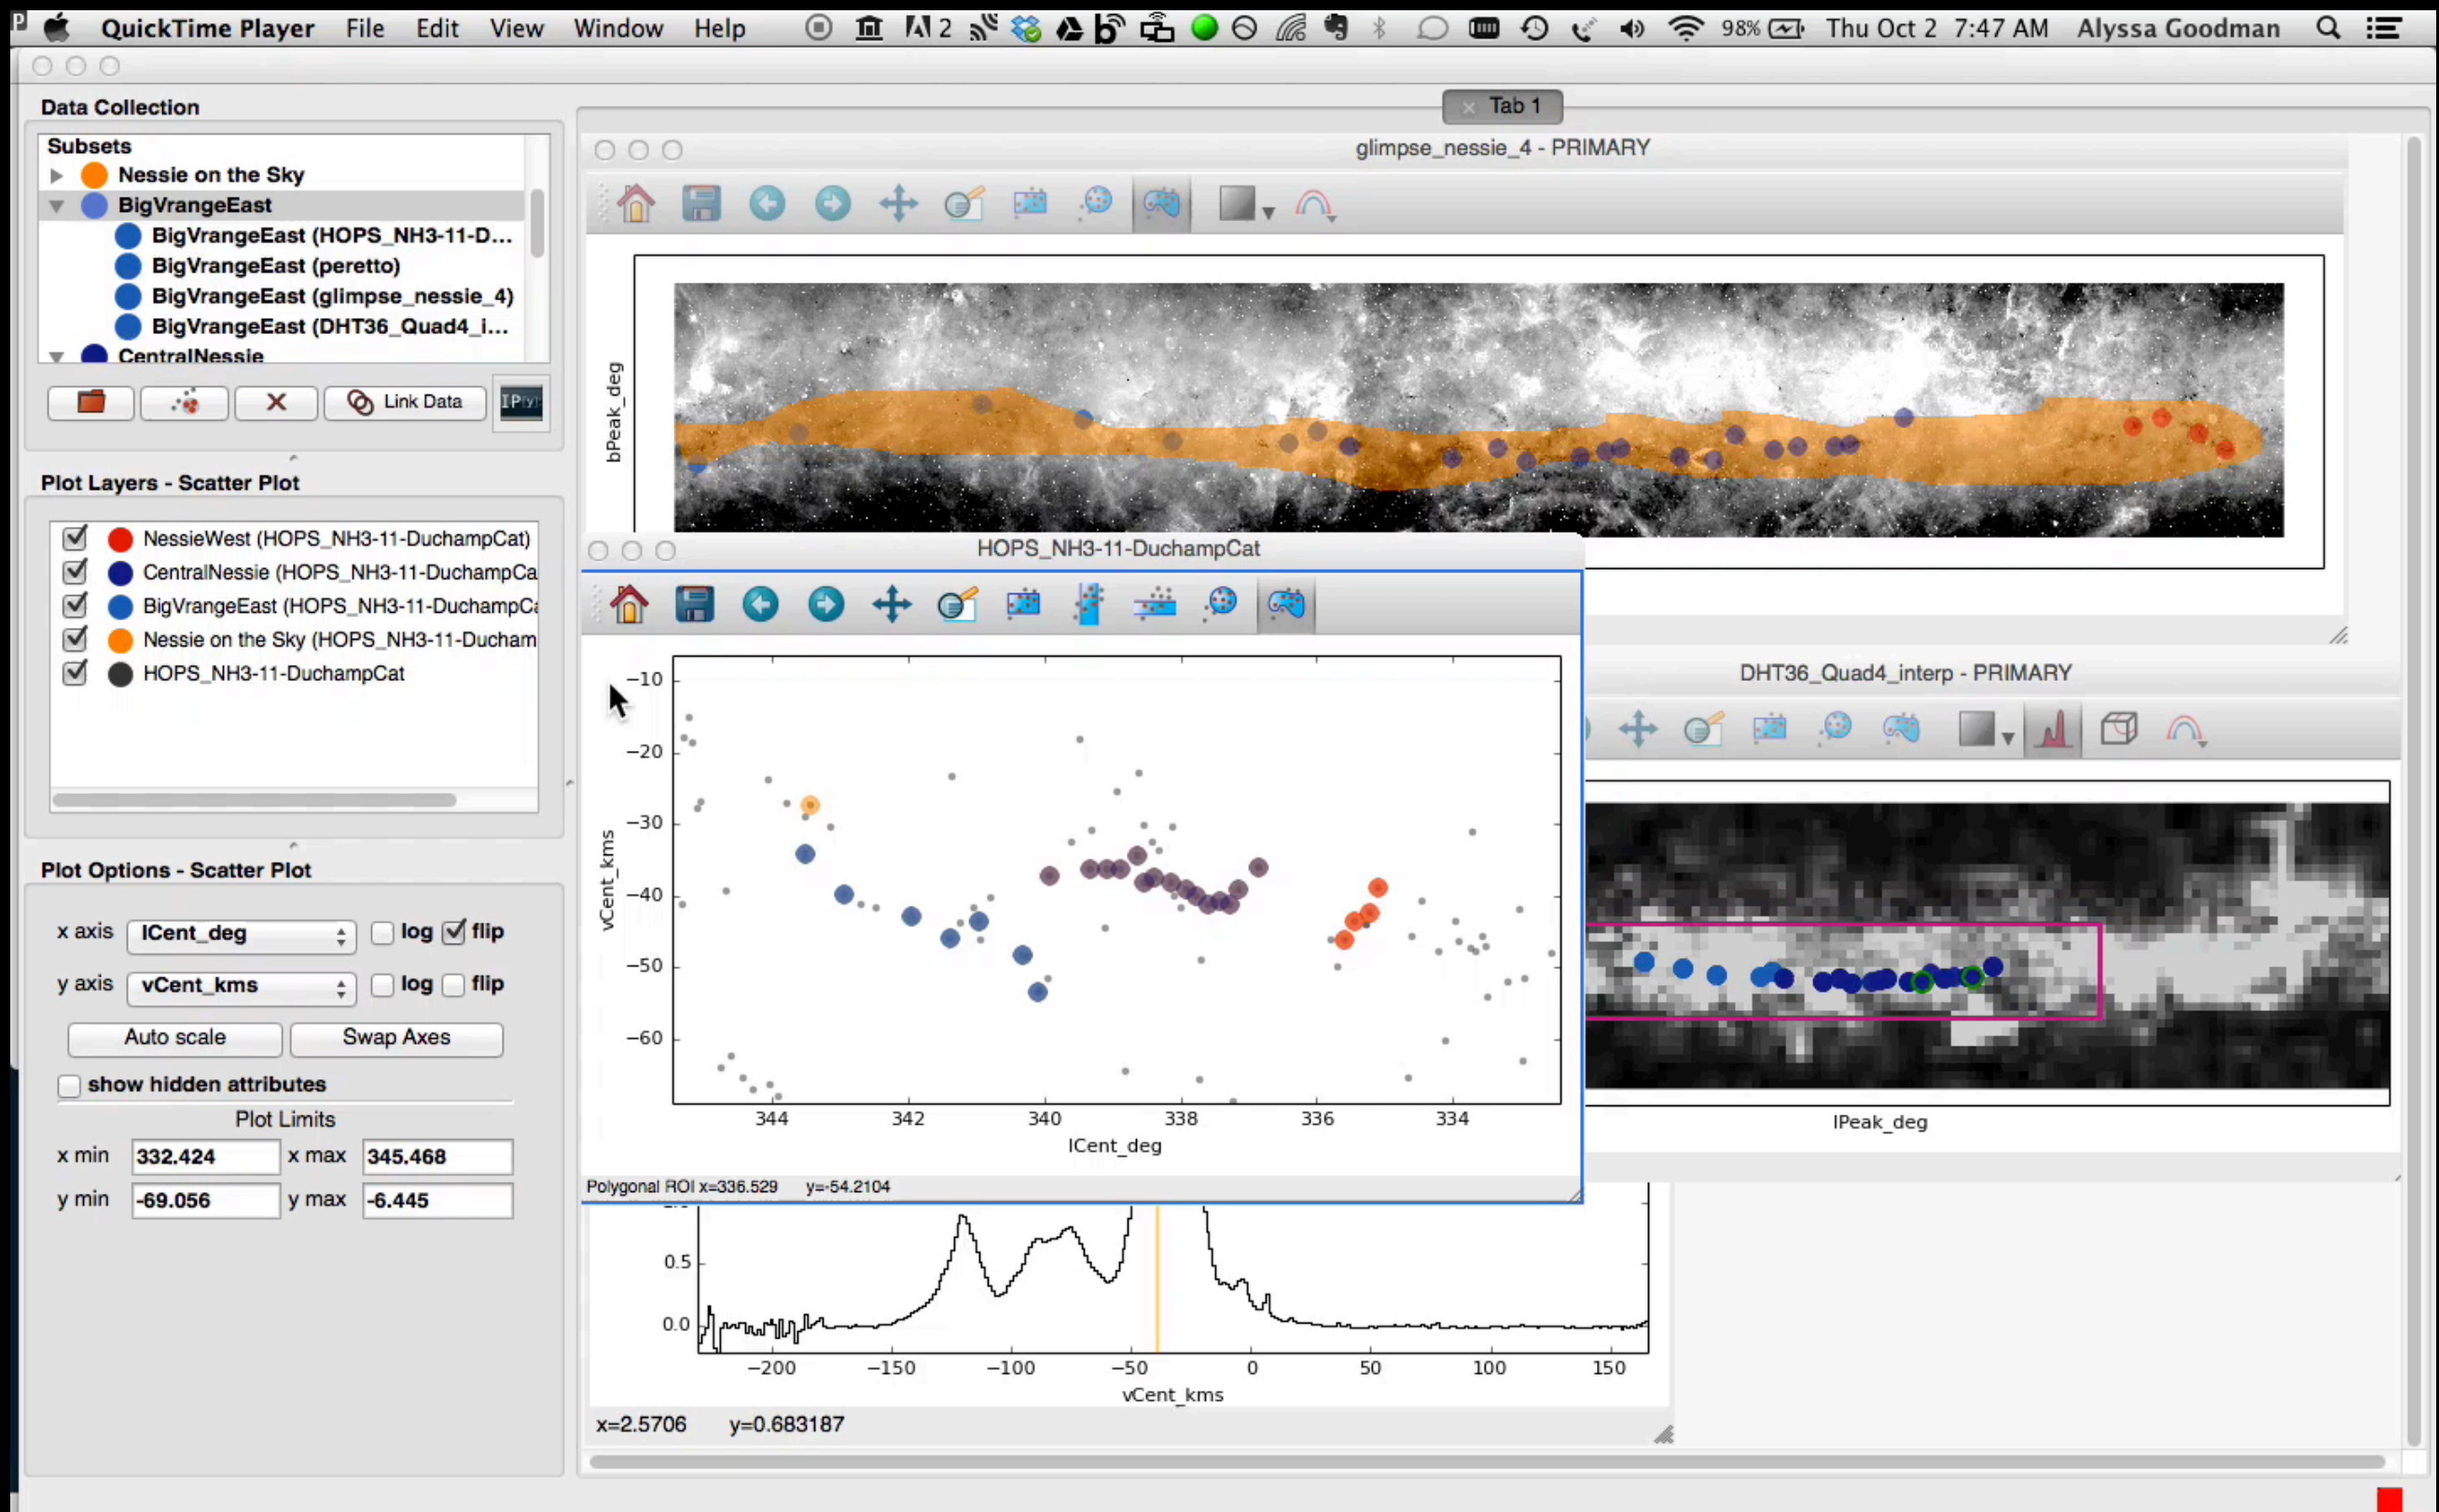 QuickTime Player File Edit View Window Help 2 98% Thu Oct 2 7:47 AM Alyssa Goodman
Data Collection
Subsets
Nessie on the Sky
BigVrangeEast
BigVrangeEast (HOPS_NH3-11-D...
BigVrangeEast (peretto)
BigVrangeEast (glimpse_nessie_4)
BigVrangeEast (DHT36_Quad4_i...
CentralNessie
Link Data
IP[y]:
Plot Layers - Scatter Plot
NessieWest (HOPS_NH3-11-DuchampCat)
CentralNessie (HOPS_NH3-11-DuchampCa
BigVrangeEast (HOPS_NH3-11-DuchampCa
Nessie on the Sky (HOPS_NH3-11-Ducham
HOPS_NH3-11-DuchampCat
Plot Options - Scatter Plot
x axis lCent_deg log flip
y axis vCent_kms log flip
Auto scale Swap Axes
show hidden attributes
Plot Limits
x min 332.424 x max 345.468
y min -69.056 y max -6.445
Tab 1
glimpse_nessie_4 - PRIMARY
bPeak_deg
HOPS_NH3-11-DuchampCat
−10
−20
−30
−40
−50
−60
vCent_kms
344 342 340 338 336 334
lCent_deg
Polygonal ROI x=336.529 y=-54.2104
DHT36_Quad4_interp - PRIMARY
lPeak_deg
0.5
0.0
−200 −150 −100 −50 0 50 100 150
vCent_kms
x=2.5706 y=0.683187